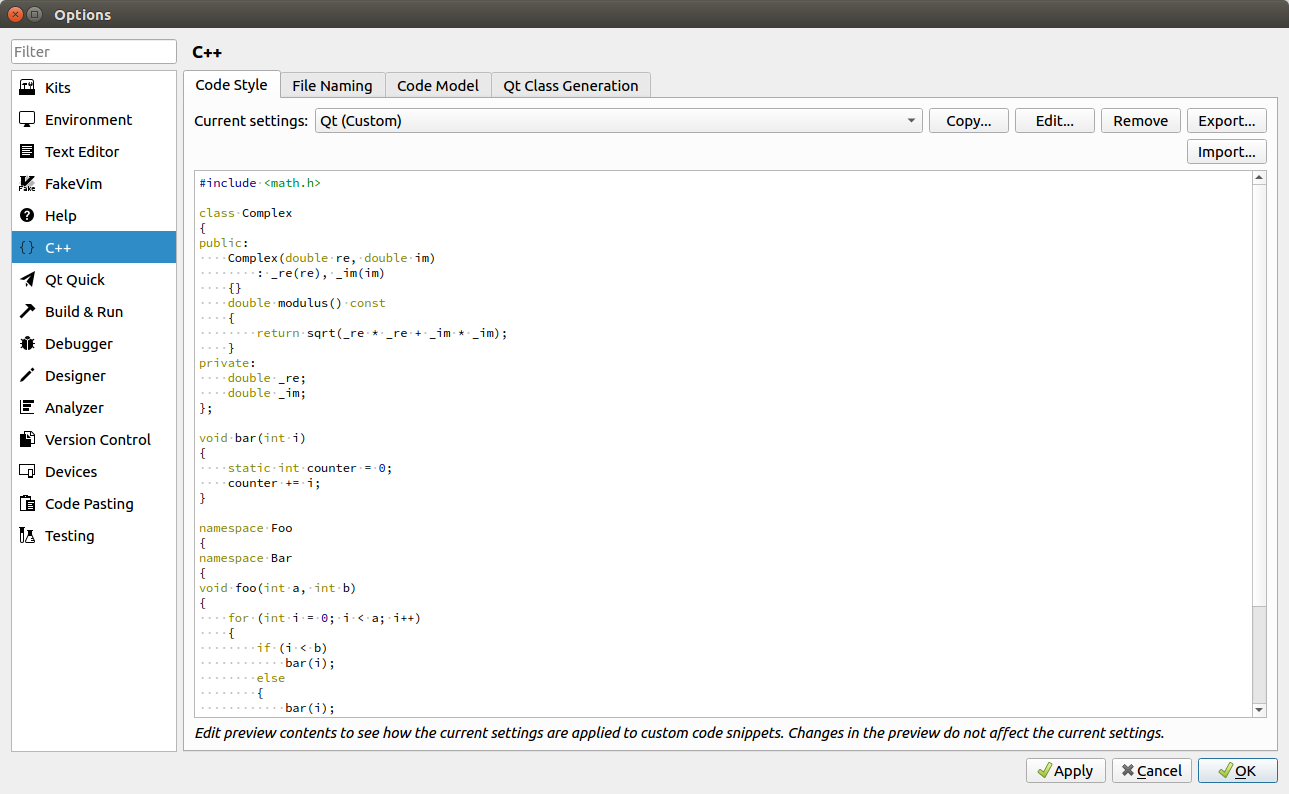 Options
Filter
Kits
Environment
Text Editor
FakeVim
Help
C++
Qt Quick
Build & Run
Debugger
Designer
Analyzer
Version Control
Devices
Code Pasting
Testing
C++
Code Style File Naming Code Model Qt Class Generation
Current settings: Qt (Custom) Copy... Edit... Remove Export...
Import...
#include <math.h>
class Complex
{
public:
    Complex(double re, double im)
        : _re(re), _im(im)
    {}
    double modulus() const
    {
        return sqrt(_re * _re + _im * _im);
    }
private:
    double _re;
    double _im;
};
void bar(int i)
{
    static int counter = 0;
    counter += i;
}
namespace Foo
{
namespace Bar
{
void foo(int a, int b)
{
    for (int i = 0; i < a; i++)
    {
        if (i < b)
            bar(i);
        else
        {
            bar(i);
Edit preview contents to see how the current settings are applied to custom code snippets. Changes in the preview do not affect the current settings.
Apply Cancel OK